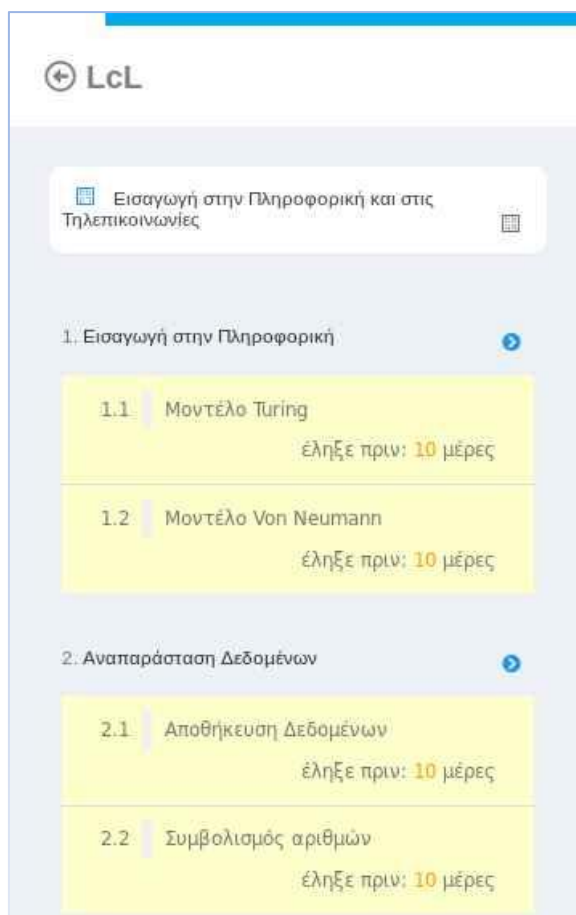 LcL
Εισαγωγή στην Πληροφορική και στις
Τηλεπικοινωνίες
1. Εισαγωγή στην Πληροφορική
1.1 Μοντέλο Turing
έληξε πριν: 10 μέρες
1.2 Μοντέλο Von Neumann
έληξε πριν: 10 μέρες
2. Αναπαράσταση Δεδομένων
2.1 Αποθήκευση Δεδομένων
έληξε πριν: 10 μέρες
2.2 Συμβολισμός αριθμών
έληξε πριν: 10 μέρες